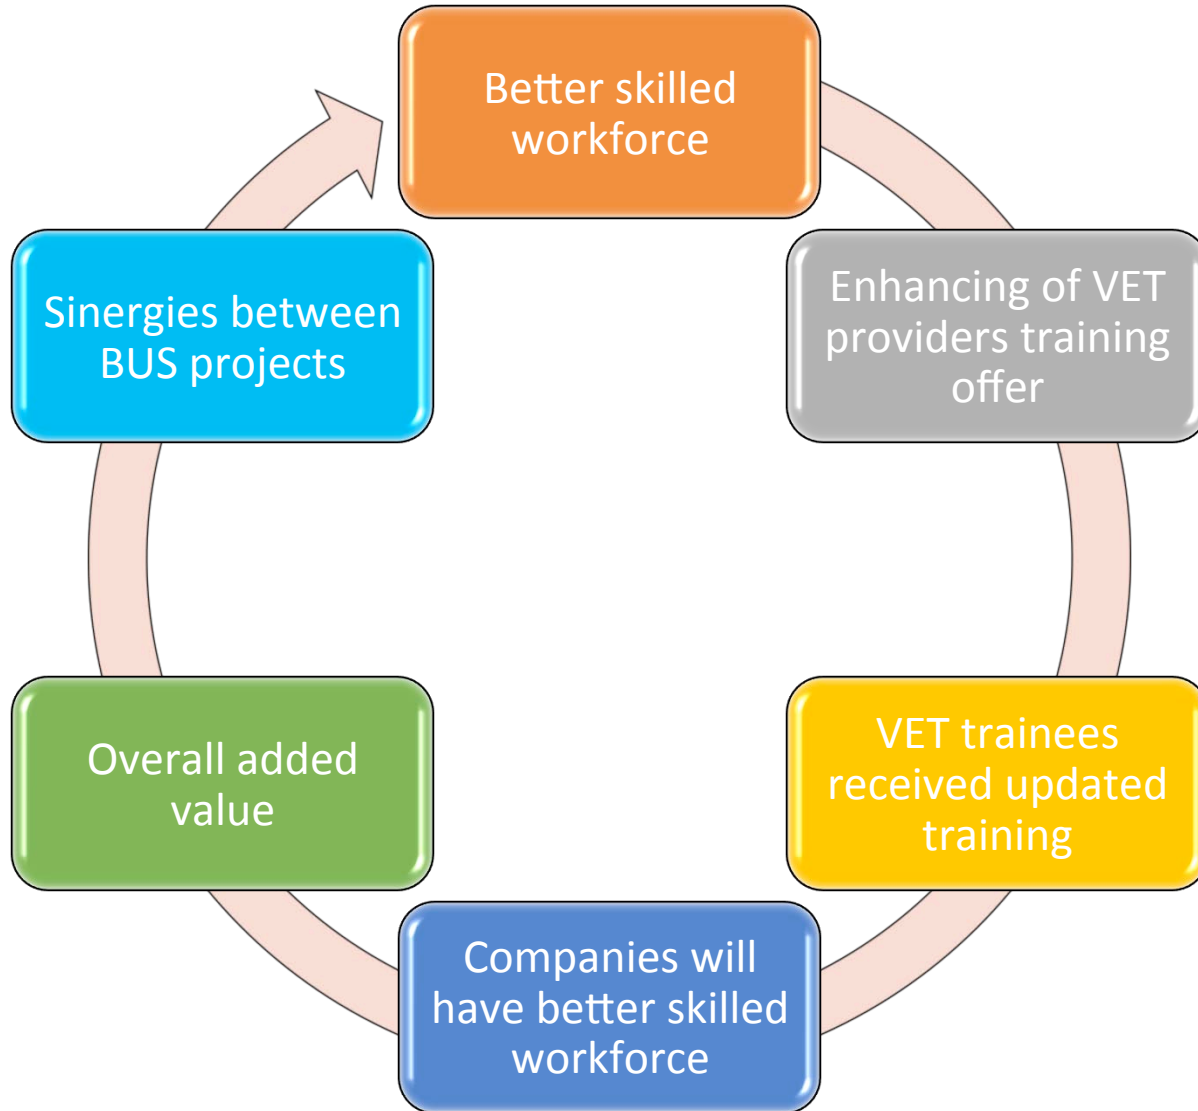 Better skilled
workforce
Enhancing of VET
providers training
offer
VET trainees
received updated
training
Companies will
have better skilled
workforce
Overall added
value
Sinergies between
BUS projects